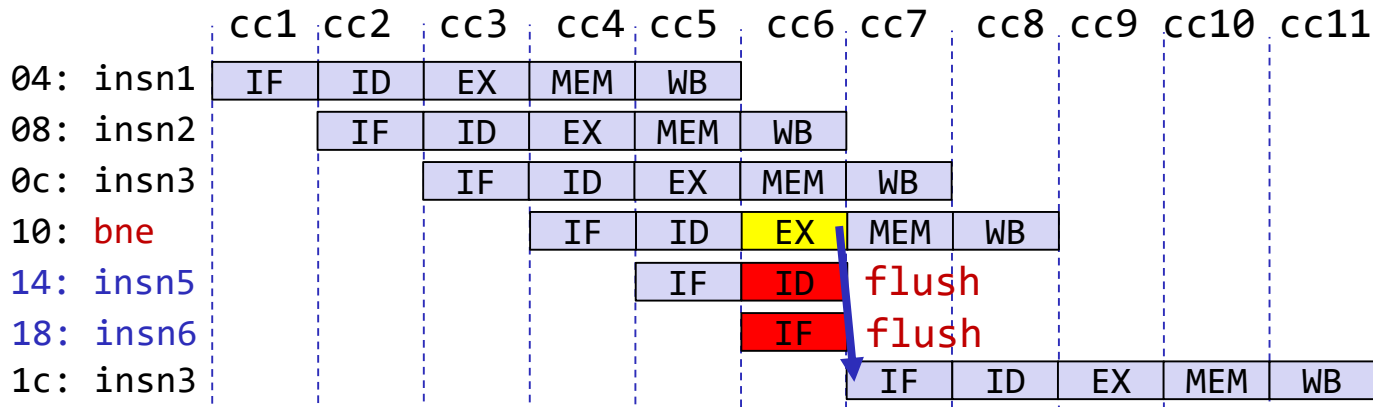 cc1 cc2 cc3 cc4 cc5 cc6 cc7 cc8 cc9 cc10 cc11
04: insn1 IF ID EX MEM WB
08: insn2 IF ID EX MEM WB
0c: insn3 IF ID EX MEM WB
10: bne IF ID EX MEM WB
14: insn5 IF ID flush
18: insn6 IF flush
1c: insn3 IF ID EX MEM WB